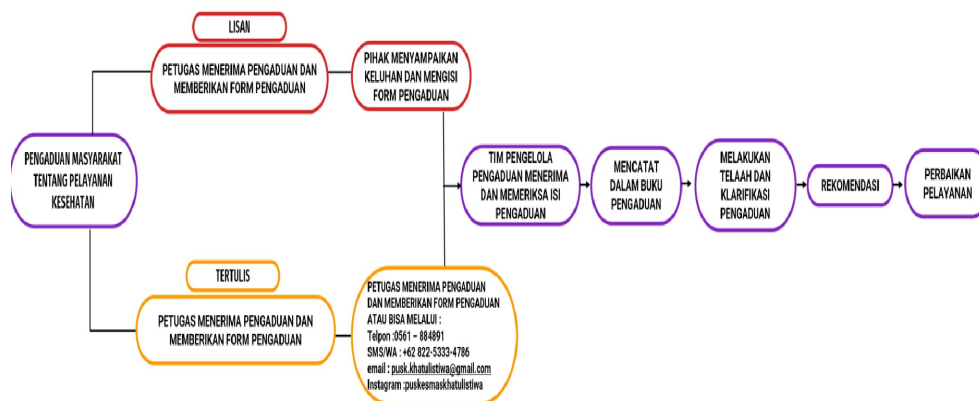 LISAN
PETUGAS MENERIMA PENGADUAN DAN
MEMBERIKAN FORM PENGADUAN
PIHAK MENYAMPAIKAN
KELUHAN DAN MENGISI
FORM PENGADUAN
PENGADUAN MASYARAKAT
TENTANG PELAYANAN
KESEHATAN
TIM PENGELOLA
PENGADUAN MENERIMA
DAN MEMERIKSA ISI
PENGADUAN
MENCATAT
DALAM BUKU
PENGADUAN
MELAKUKAN
TELAAH DAN
KLARIFIKASI
PENGADUAN
REKOMENDASI
PERBAIKAN
PELAYANAN
TERTULIS
PETUGAS MENERIMA PENGADUAN DAN
MEMBERIKAN FORM PENGADUAN
PETUGAS MENERIMA PENGADUAN
DAN MEMBERIKAN FORM PENGADUAN
ATAU BISA MELALUI :
Telpon :0561 – 884891
SMS/WA : +62 822-5333-4786
email : pusk.khatulistiwa@gmail.com
Instagram :puskesmaskhatulistiwa